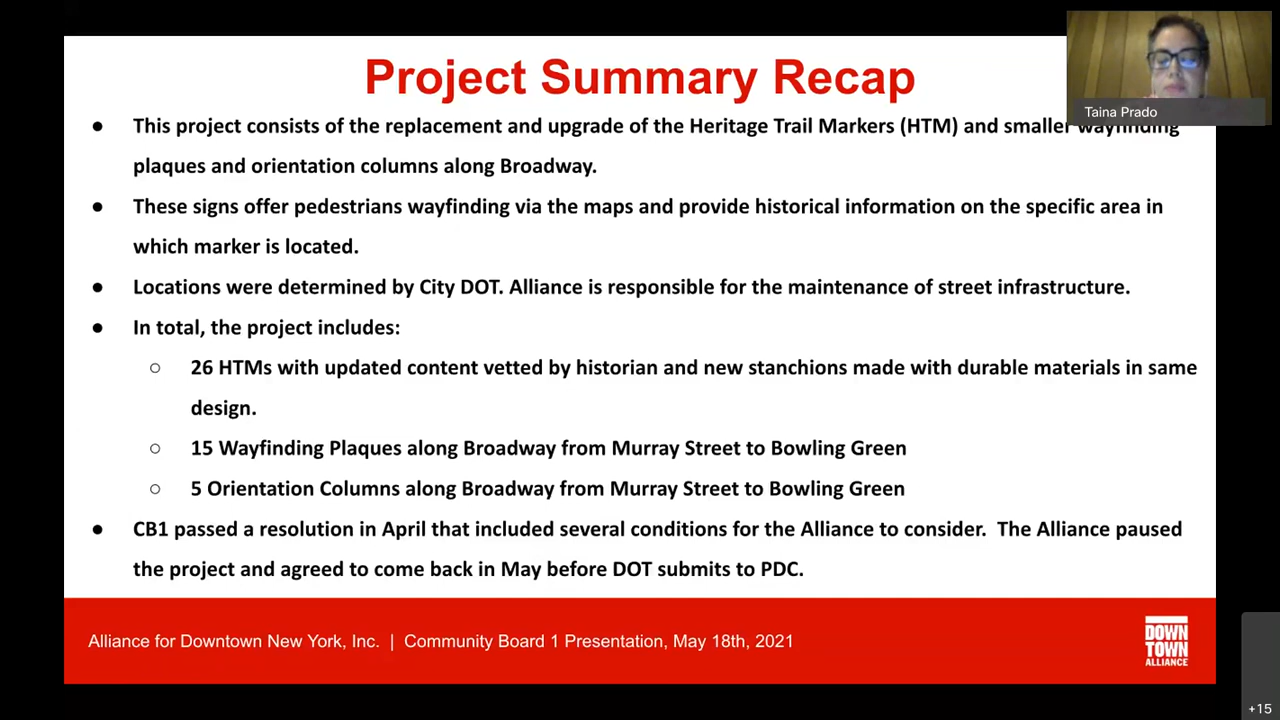 Project Summary Recap
Taina Prado
● This project consists of the replacement and upgrade of the Heritage Trail Markers (HTM) and smaller wayfinding
plaques and orientation columns along Broadway.
● These signs offer pedestrians wayfinding via the maps and provide historical information on the specific area in
which marker is located.
● Locations were determined by City DOT. Alliance is responsible for the maintenance of street infrastructure.
● In total, the project includes:
○ 26 HTMs with updated content vetted by historian and new stanchions made with durable materials in same
design.
○ 15 Wayfinding Plaques along Broadway from Murray Street to Bowling Green
○ 5 Orientation Columns along Broadway from Murray Street to Bowling Green
● CB1 passed a resolution in April that included several conditions for the Alliance to consider.  The Alliance paused
the project and agreed to come back in May before DOT submits to PDC.
Alliance for Downtown New York, Inc. | Community Board 1 Presentation, May 18th, 2021
DOWN
TOWN
ALLIANCE
+15